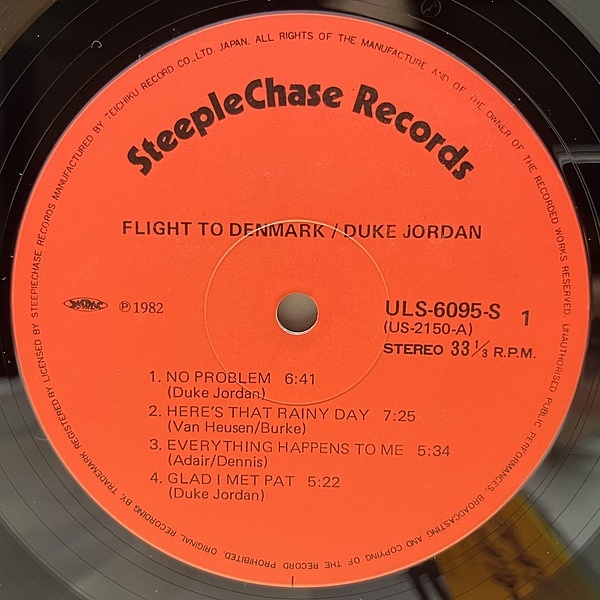 TRADEMARK REGISTERED BY, LICENSED BY STEEPLECHASE RECORDS MANUFACTURED BY TEICHIKU RECORD CO., LTD. JAPAN. ALL RIGHTS OF THE MANUFACTURE AND OF THE OWNER OF THE RECORDED WORKS RESERVED. UNAUTHORISED PUBLIC PERFORMANCES, BROADCASTING AND COPYING OF THE RECORD PROHIBITED, ORIGINAL RECORDING BY,
SteepleChase Records
FLIGHT TO DENMARK / DUKE JORDAN
JASRAC ℗1982
ULS-6095-S 1
(US-2150-A)
STEREO 33 1/3 R.P.M.
1. NO PROBLEM 6:41
(Duke Jordan)
2. HERE'S THAT RAINY DAY 7:25
(Van Heusen/Burke)
3. EVERYTHING HAPPENS TO ME 5:34
(Adair/Dennis)
4. GLAD I MET PAT 5:22
(Duke Jordan)